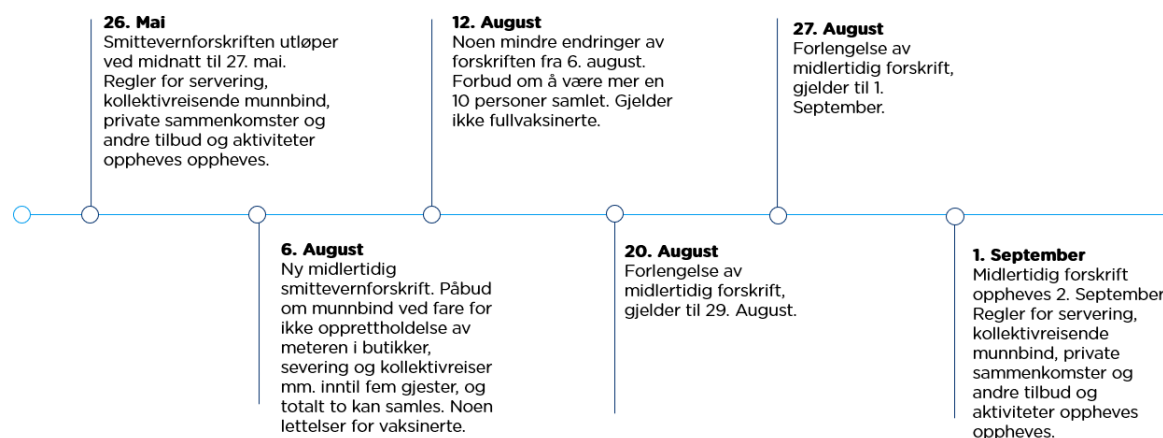 26. Mai
Smittevernforskriften utløper
ved midnatt til 27. mai.
Regler for servering,
kollektivreisende munnbind,
private sammenkomster og
andre tilbud og aktiviteter
oppheves oppheves.
6. August
Ny midlertidig
smittevernforskrift. Påbud
om munnbind ved fare for
ikke opprettholdelse av
meteren i butikker,
severing og kollektivreiser
mm. inntil fem gjester, og
totalt to kan samles. Noen
lettelser for vaksinerte.
12. August
Noen mindre endringer av
forskriften fra 6. august.
Forbud om å være mer en
10 personer samlet. Gjelder
ikke fullvaksinerte.
20. August
Forlengelse av
midlertidig forskrift,
gjelder til 29. August.
27. August
Forlengelse av
midlertidig forskrift,
gjelder til 1.
September.
1. September
Midlertidig forskrift
oppheves 2. September
Regler for servering,
kollektivreisende
munnbind, private
sammenkomster og
andre tilbud og
aktiviteter oppheves
oppheves.